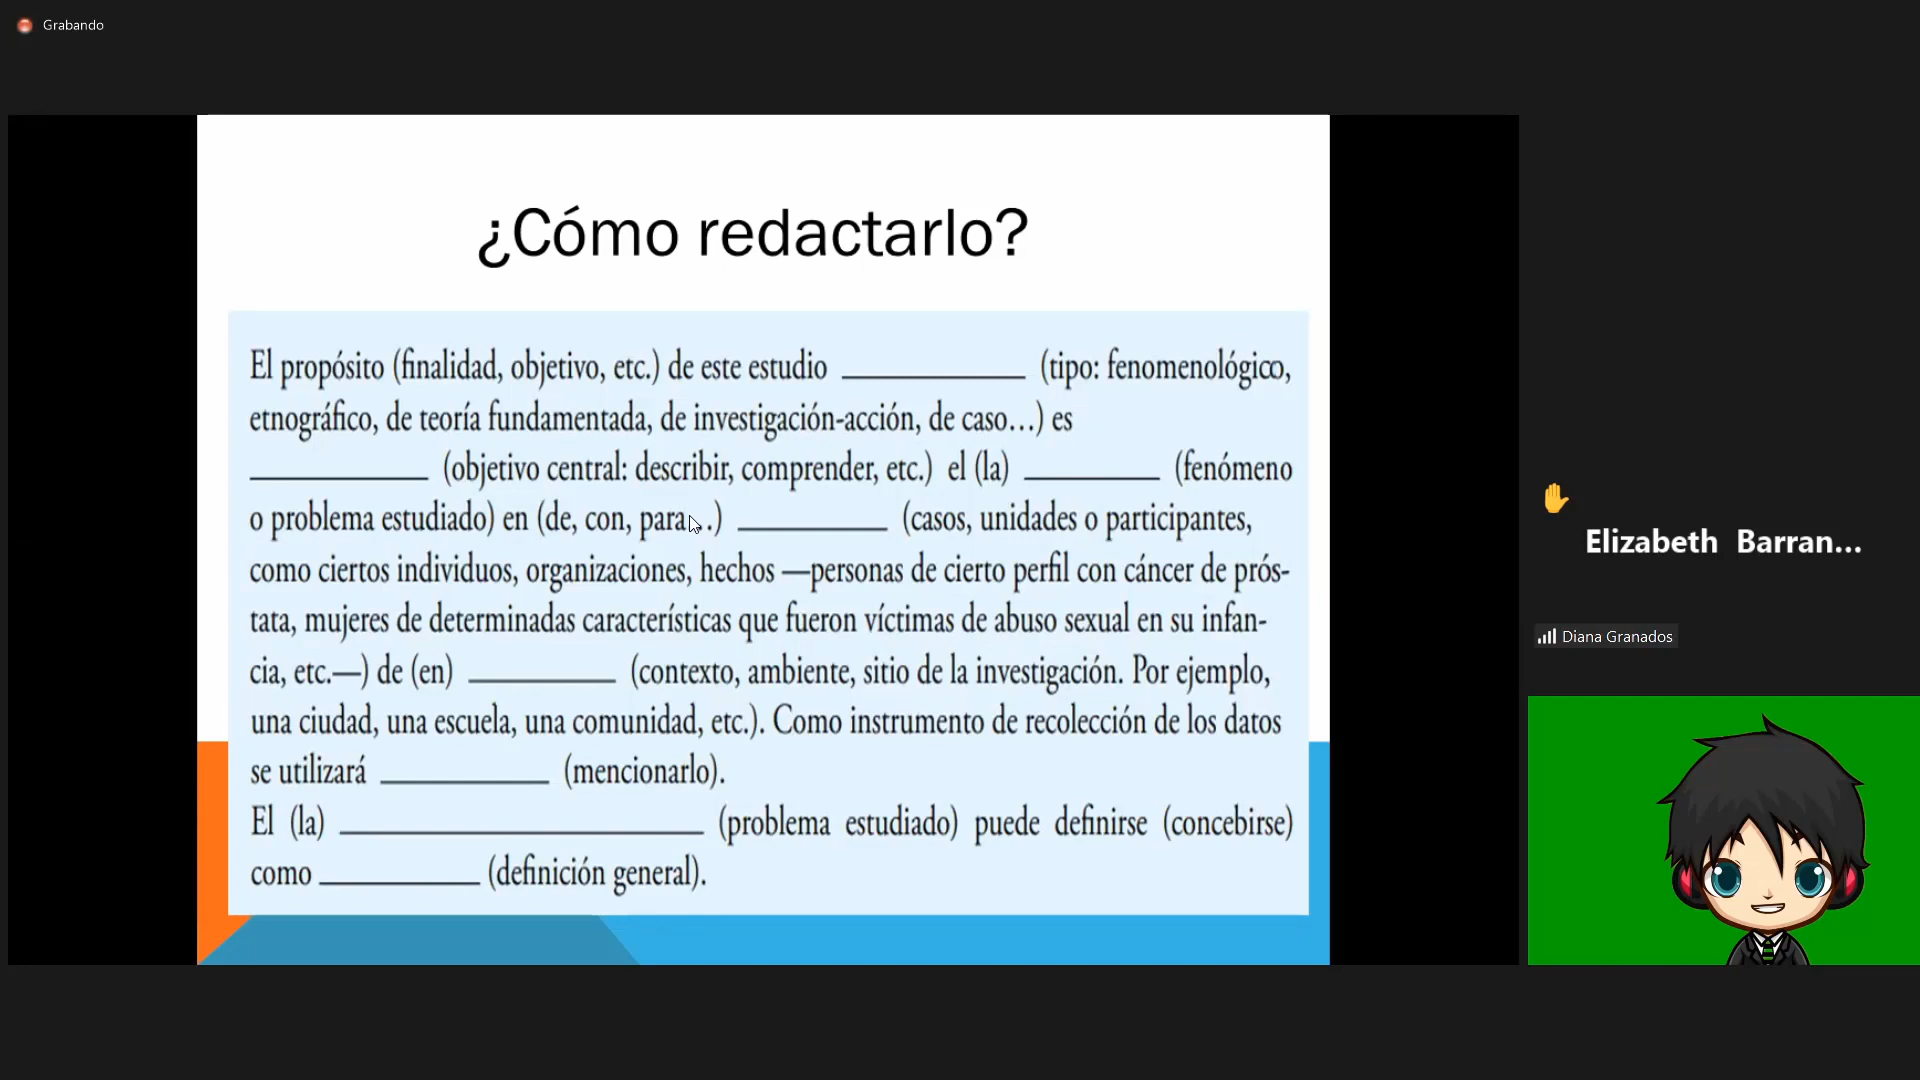 Grabando
¿Cómo redactarlo?
El propósito (finalidad, objetivo, etc.) de este estudio ____________ (tipo: fenomenológico,
etnográfico, de teoría fundamentada, de investigación-acción, de caso…) es
____________ (objetivo central: describir, comprender, etc.) el (la) _________ (fenómeno
o problema estudiado) en (de, con, para…) __________ (casos, unidades o participantes,
como ciertos individuos, organizaciones, hechos —personas de cierto perfil con cáncer de prós-
tata, mujeres de determinadas características que fueron víctimas de abuso sexual en su infan-
cia, etc.—) de (en) __________ (contexto, ambiente, sitio de la investigación. Por ejemplo,
una ciudad, una escuela, una comunidad, etc.). Como instrumento de recolección de los datos
se utilizará ___________ (mencionarlo).
El (la) ________________________ (problema estudiado) puede definirse (concebirse)
como ___________ (definición general).
Elizabeth Barran...
Diana Granados